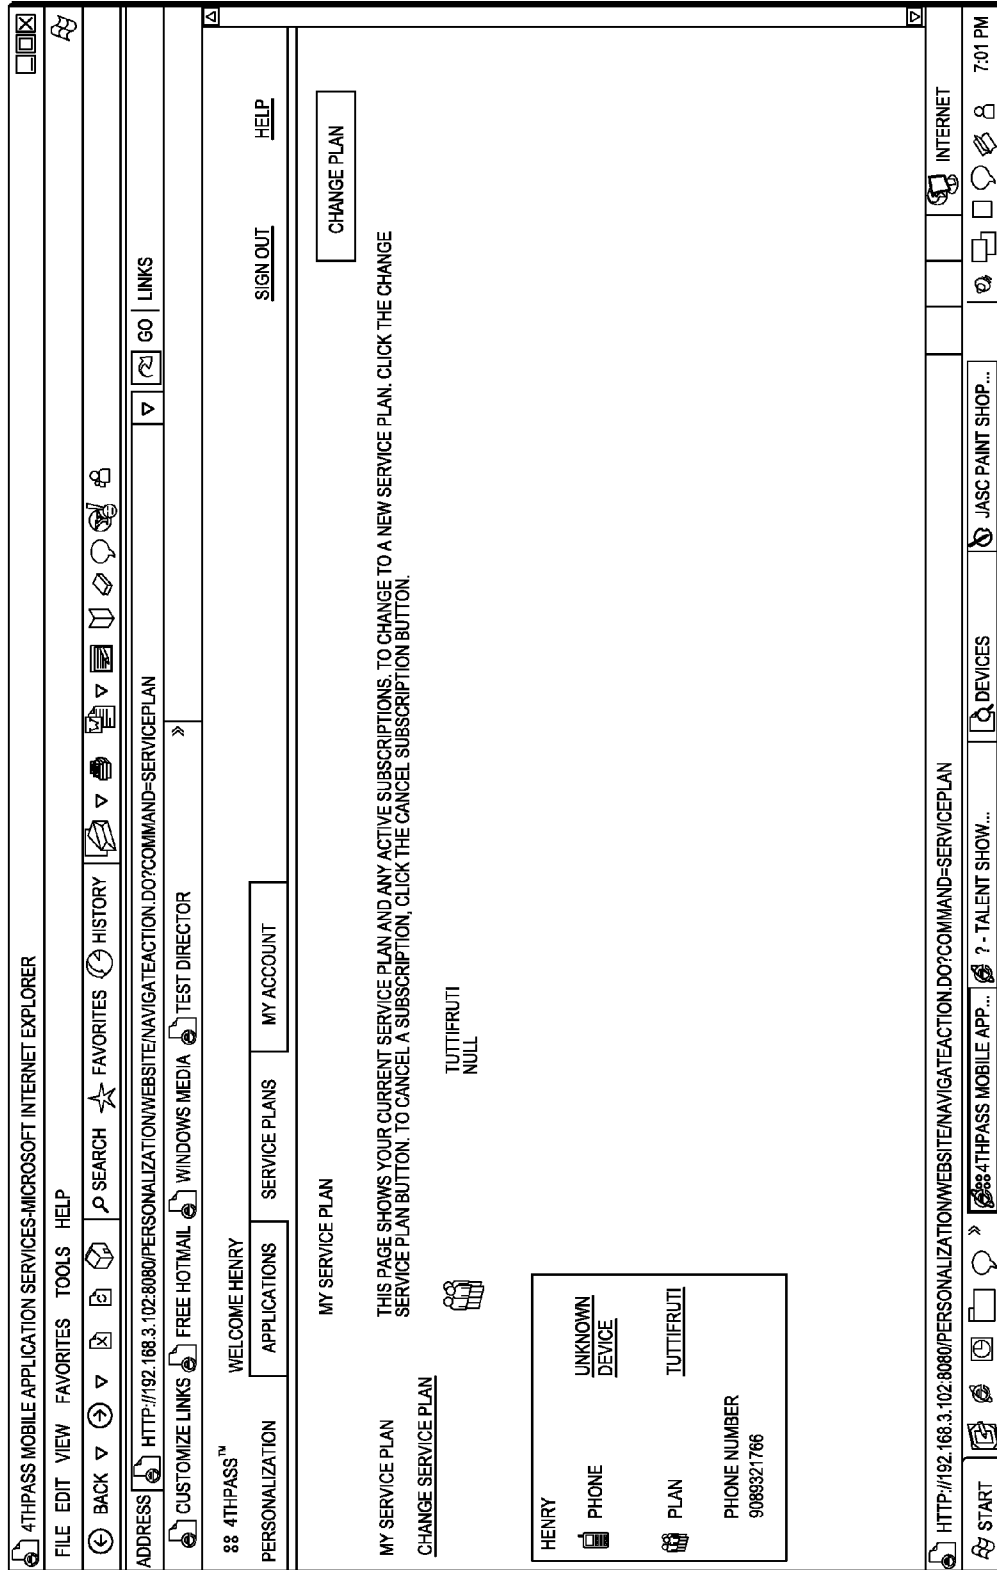 4THPASS MOBILE APPLICATION SERVICES-MICROSOFT INTERNET EXPLORER
FILE EDIT VIEW FAVORITES TOOLS HELP
BACK SEARCH FAVORITES HISTORY
ADDRESS HTTP://192.168.3.102:8080/PERSONALIZATION/WEBSITE/NAVIGATEACTION.DO?COMMAND=SERVICEPLAN GO LINKS
CUSTOMIZE LINKS FREE HOTMAIL WINDOWS MEDIA TEST DIRECTOR »
88 4THPASS™ WELCOME HENRY
PERSONALIZATION APPLICATIONS SERVICE PLANS MY ACCOUNT SIGN OUT HELP
MY SERVICE PLAN CHANGE PLAN
MY SERVICE PLAN
CHANGE SERVICE PLAN
THIS PAGE SHOWS YOUR CURRENT SERVICE PLAN AND ANY ACTIVE SUBSCRIPTIONS. TO CHANGE TO A NEW SERVICE PLAN. CLICK THE CHANGE
SERVICE PLAN BUTTON. TO CANCEL A SUBSCRIPTION, CLICK THE CANCEL SUBSCRIPTION BUTTON.
TUTTIFRUTI
NULL
HENRY
PHONE UNKNOWN
DEVICE
PLAN TUTTIFRUTI
PHONE NUMBER
9089321766
HTTP://192.168.3.102:8080/PERSONALIZATION/WEBSITE/NAVIGATEACTION.DO?COMMAND=SERVICEPLAN INTERNET
START » 884THPASS MOBILE APP... ? - TALENT SHOW... DEVICES JASC PAINT SHOP... 7:01 PM